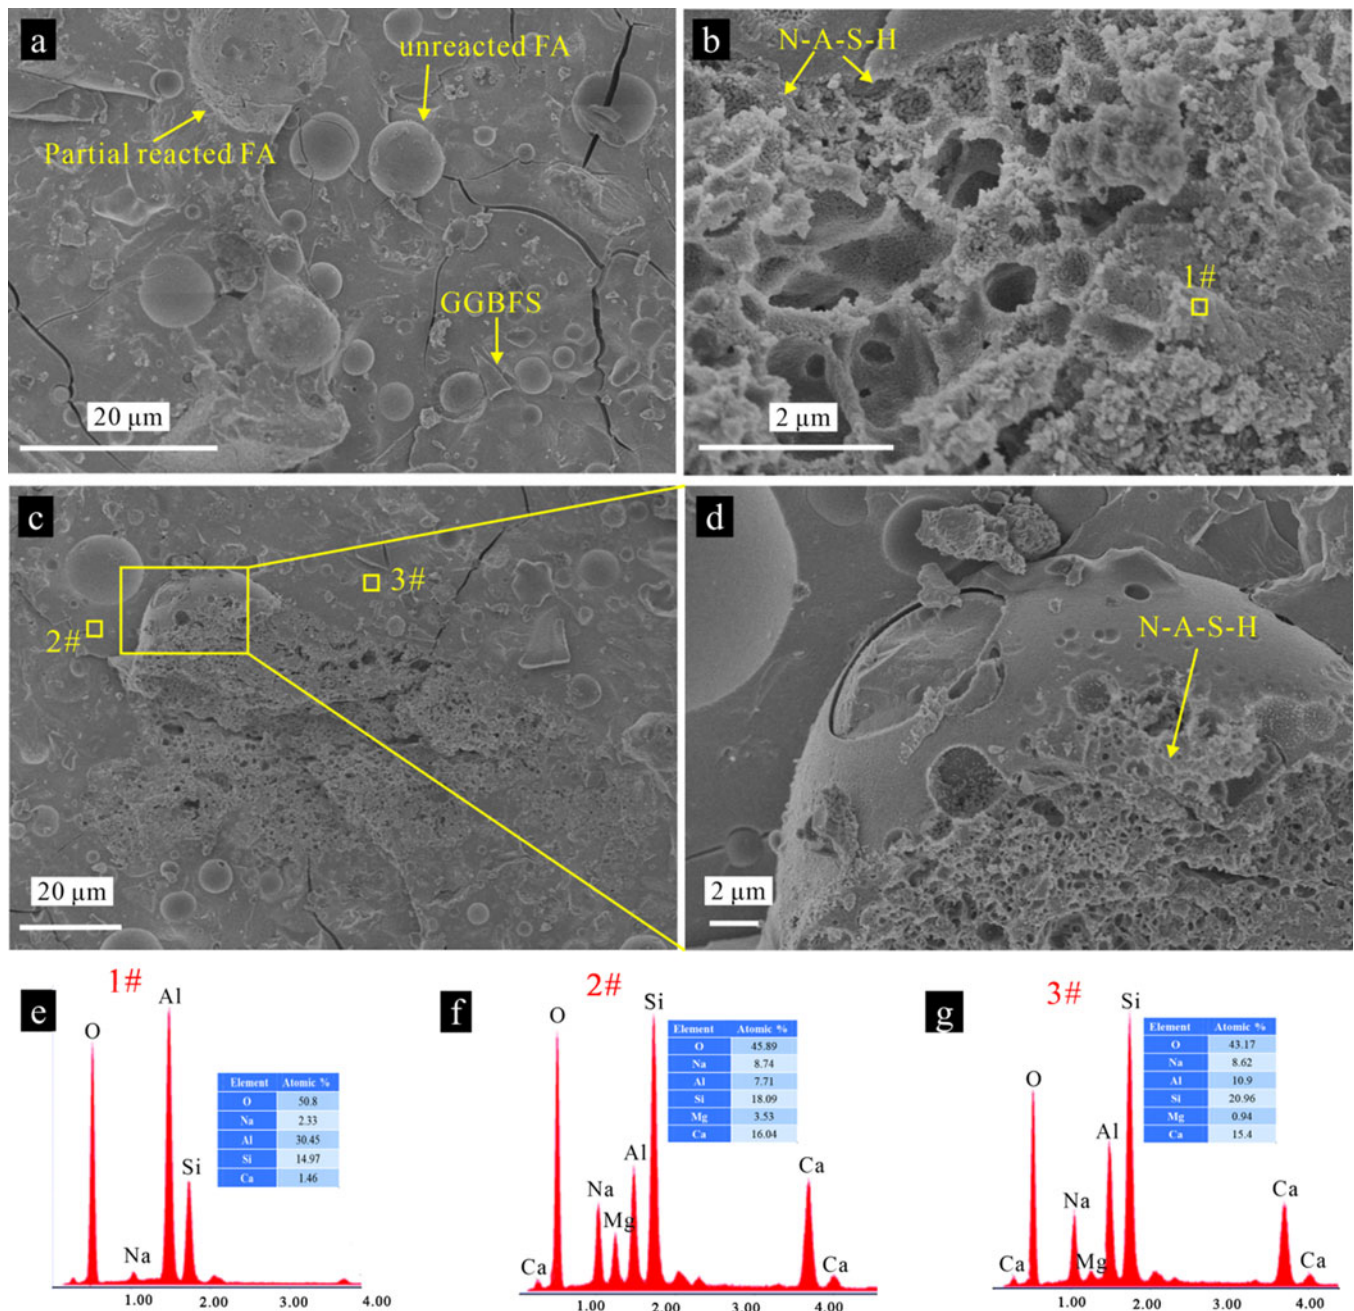 a
unreacted FA
Partial reacted FA
GGBFS
20 μm
b
N-A-S-H
1#
2 μm
c
3#
2#
20 μm
d
N-A-S-H
2 μm
e
1#
O
Al
Si
Na
Element Atomic %
O 50.8
Na 2.33
Al 30.45
Si 14.97
Ca 1.46
1.00 2.00 3.00 4.00
f
2#
O
Si
Na
Mg
Al
Ca
Ca
Ca
Element Atomic %
O 45.89
Na 8.74
Al 7.71
Si 18.09
Mg 3.53
Ca 16.04
1.00 2.00 3.00 4.00
g
3#
O
Si
Al
Na
Mg
Ca
Ca
Ca
Element Atomic %
O 43.17
Na 8.62
Al 10.9
Si 20.96
Mg 0.94
Ca 15.4
1.00 2.00 3.00 4.00